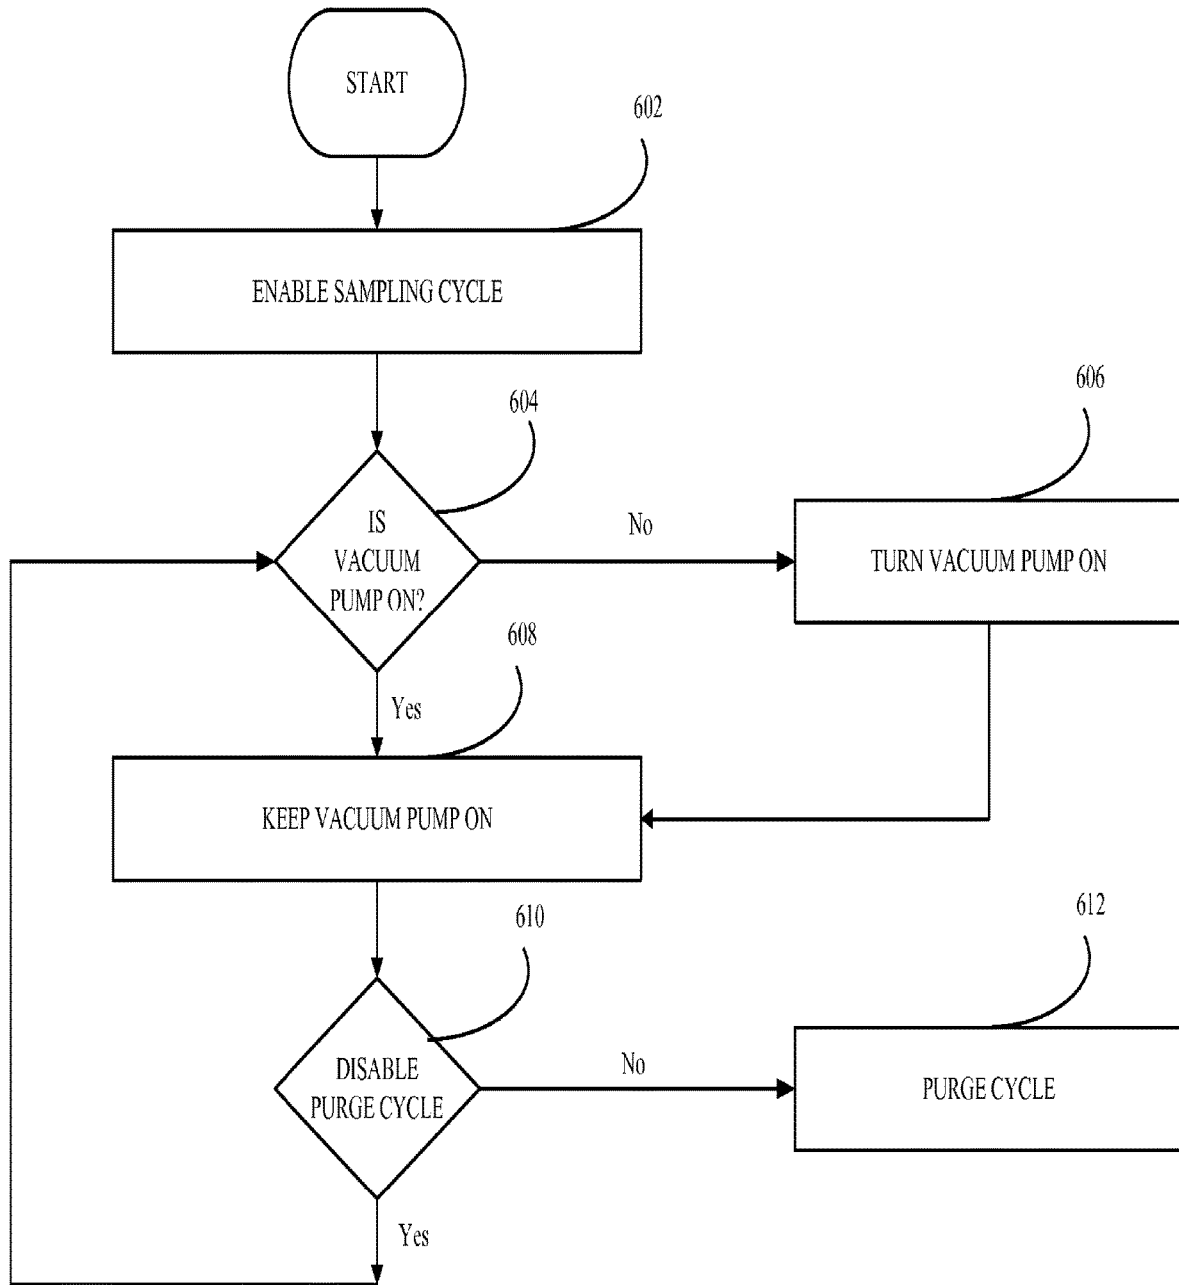 START
602
ENABLE SAMPLING CYCLE
604
606
IS
VACUUM
PUMP ON?
No
TURN VACUUM PUMP ON
608
Yes
KEEP VACUUM PUMP ON
610
612
DISABLE
PURGE CYCLE
No
PURGE CYCLE
Yes